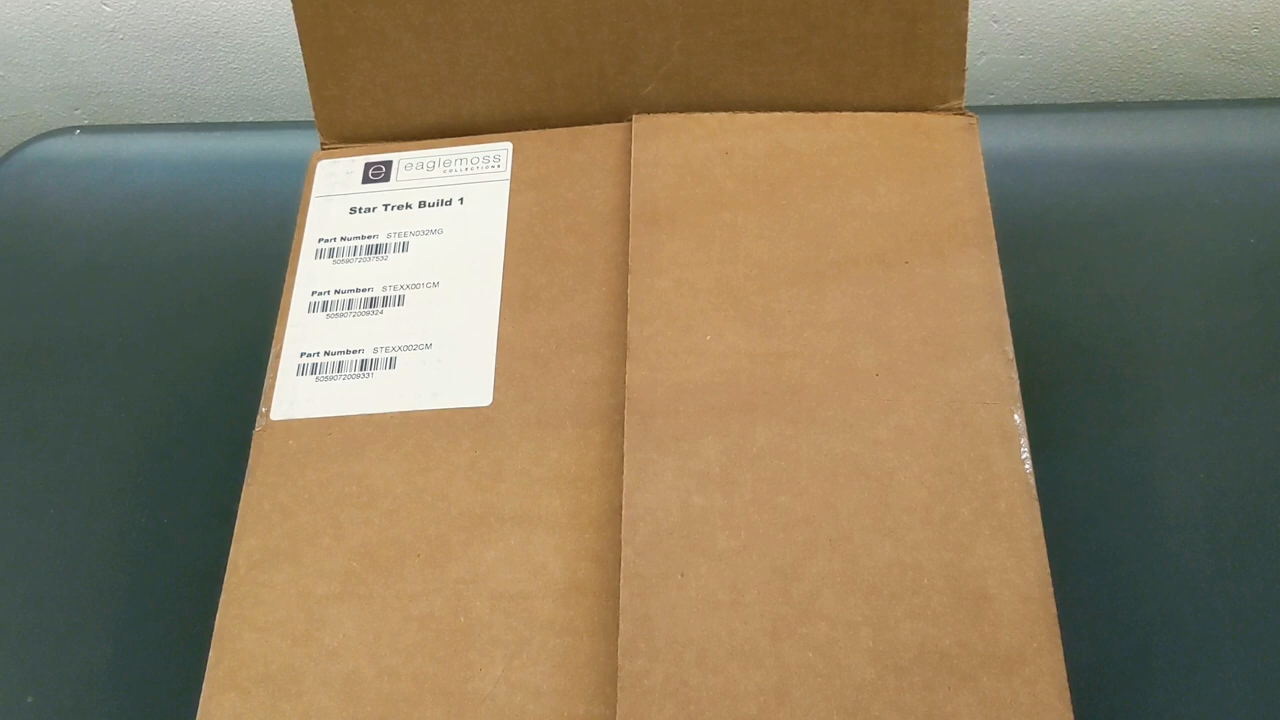 e eaglemoss
COLLECTIONS
Star Trek Build 1
Part Number: STEEN032MG
5059072037532
Part Number: STEXX001CM
5059072009324
Part Number: STEXX002CM
5059072009331